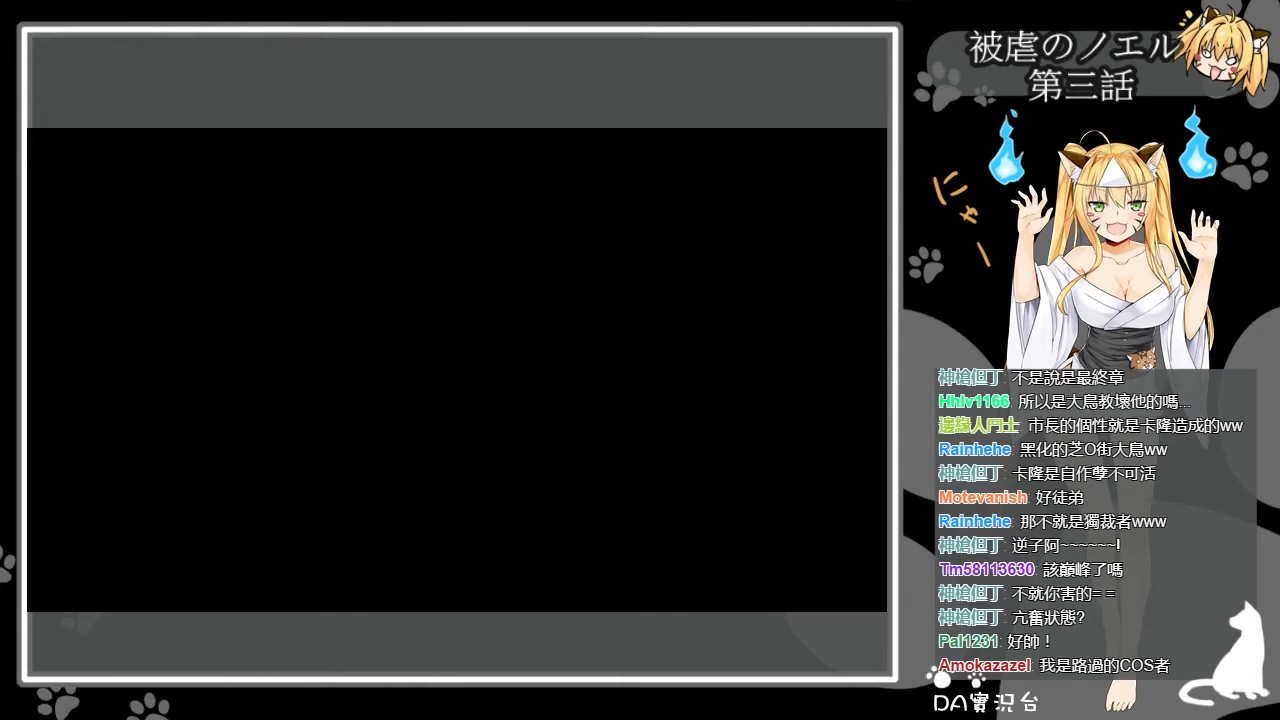 被虐のノエル
第三話
にゃー
神槍但丁: 不是說是最終章
Hhlv1166: 所以是大鳥教壞他的嗎...
邊緣人鬥士: 市長的個性就是卡隆造成的ww
Rainhehe: 黑化的芝O街大鳥ww
神槍但丁: 卡隆是自作孽不可活
Motevanish: 好徒弟
Rainhehe: 那不就是獨裁者www
神槍但丁: 逆子阿~~~~~~!
Tm58113630: 該巔峰了嗎
神槍但丁: 不就你害的= =
神槍但丁: 亢奮狀態?
Pal1231: 好帥！
Amokazazel: 我是路過的COS者
DA實況台